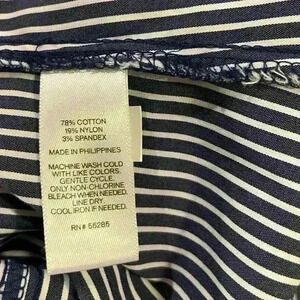 78% COTTON
19% NYLON
3% SPANDEX
MADE IN PHILIPPINES
MACHINE WASH COLD
WITH LIKE COLORS.
GENTLE CYCLE.
ONLY NON-CHLORINE
BLEACH WHEN NEEDED.
LINE DRY.
COOL IRON IF NEEDED.
RN# 55285